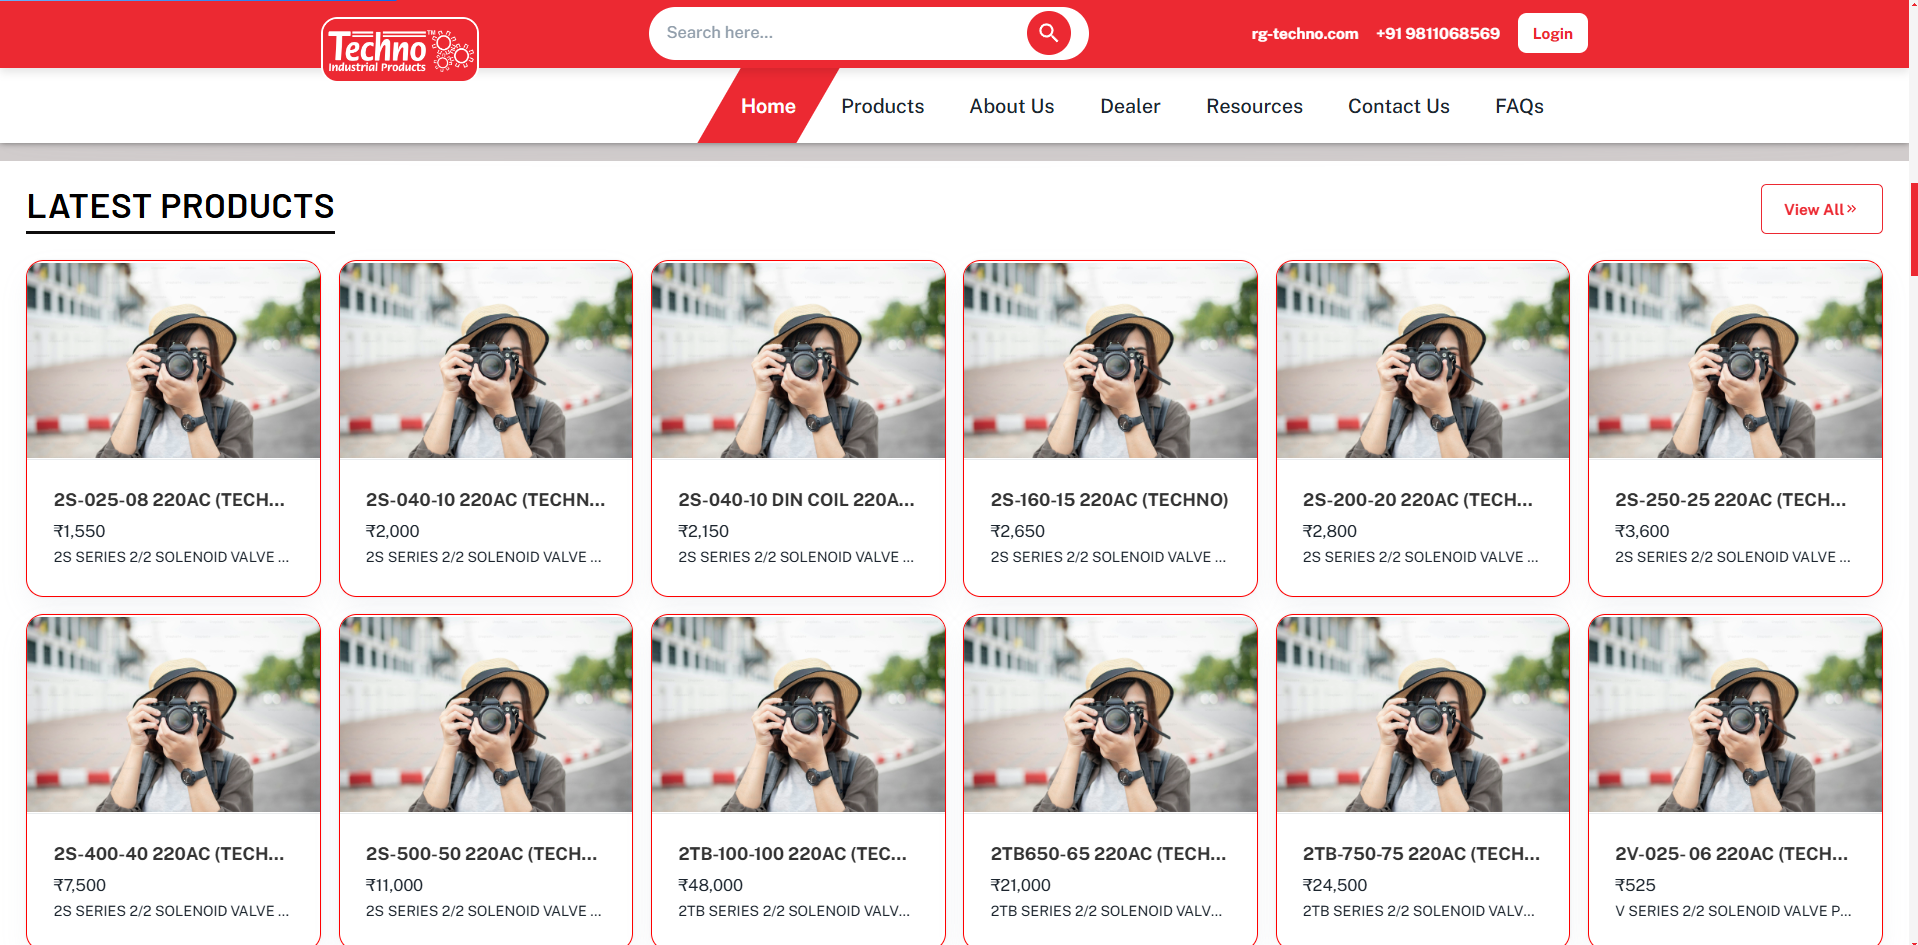 Techno™
Industrial Products
Search here...
rg-techno.com +91 9811068569 Login
Home Products About Us Dealer Resources Contact Us FAQs
LATEST PRODUCTS
View All»
2S-025-08 220AC (TECH...
₹1,550
2S SERIES 2/2 SOLENOID VALVE ...
2S-040-10 220AC (TECHN...
₹2,000
2S SERIES 2/2 SOLENOID VALVE ...
2S-040-10 DIN COIL 220A...
₹2,150
2S SERIES 2/2 SOLENOID VALVE ...
2S-160-15 220AC (TECHNO)
₹2,650
2S SERIES 2/2 SOLENOID VALVE ...
2S-200-20 220AC (TECH...
₹2,800
2S SERIES 2/2 SOLENOID VALVE ...
2S-250-25 220AC (TECH...
₹3,600
2S SERIES 2/2 SOLENOID VALVE ...
2S-400-40 220AC (TECH...
₹7,500
2S SERIES 2/2 SOLENOID VALVE ...
2S-500-50 220AC (TECH...
₹11,000
2S SERIES 2/2 SOLENOID VALVE ...
2TB-100-100 220AC (TEC...
₹48,000
2TB SERIES 2/2 SOLENOID VALV...
2TB650-65 220AC (TECH...
₹21,000
2TB SERIES 2/2 SOLENOID VALV...
2TB-750-75 220AC (TECH...
₹24,500
2TB SERIES 2/2 SOLENOID VALV...
2V-025- 06 220AC (TECH...
₹525
V SERIES 2/2 SOLENOID VALVE P...